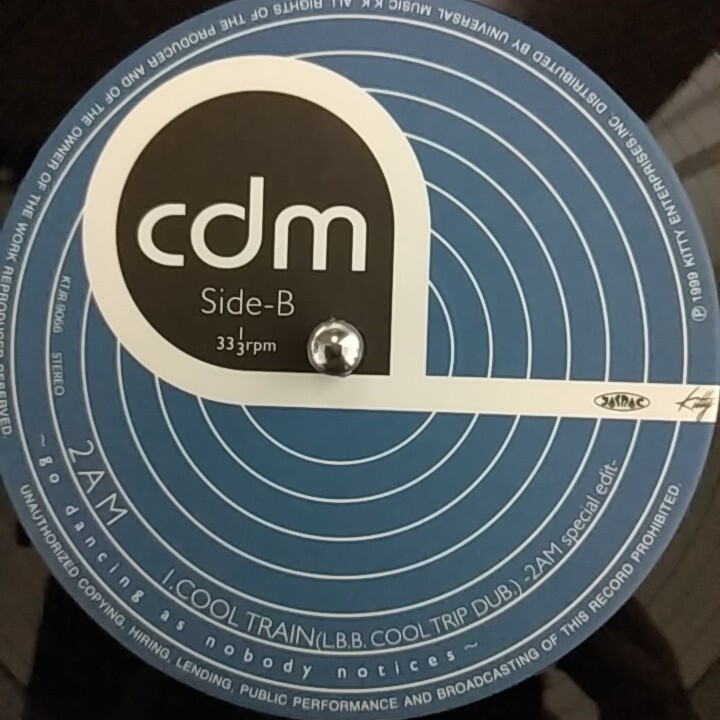 cdm
Side-B
33 1/3 rpm
KTJR-9066 STEREO
JASRAC
Kitty
2AM
1.COOL TRAIN(L.B.B. COOL TRIP DUB.) -2AM special edit-
~go dancing as nobody notices~
ALL RIGHTS OF THE PRODUCER AND OF THE OWNER OF THE WORK REPRODUCED RESERVED.
UNAUTHORIZED COPYING, HIRING, LENDING, PUBLIC PERFORMANCE AND BROADCASTING OF THIS RECORD PROHIBITED.
Ⓟ 1999 KITTY ENTERPRISES,INC. DISTRIBUTED BY UNIVERSAL MUSIC K.K.